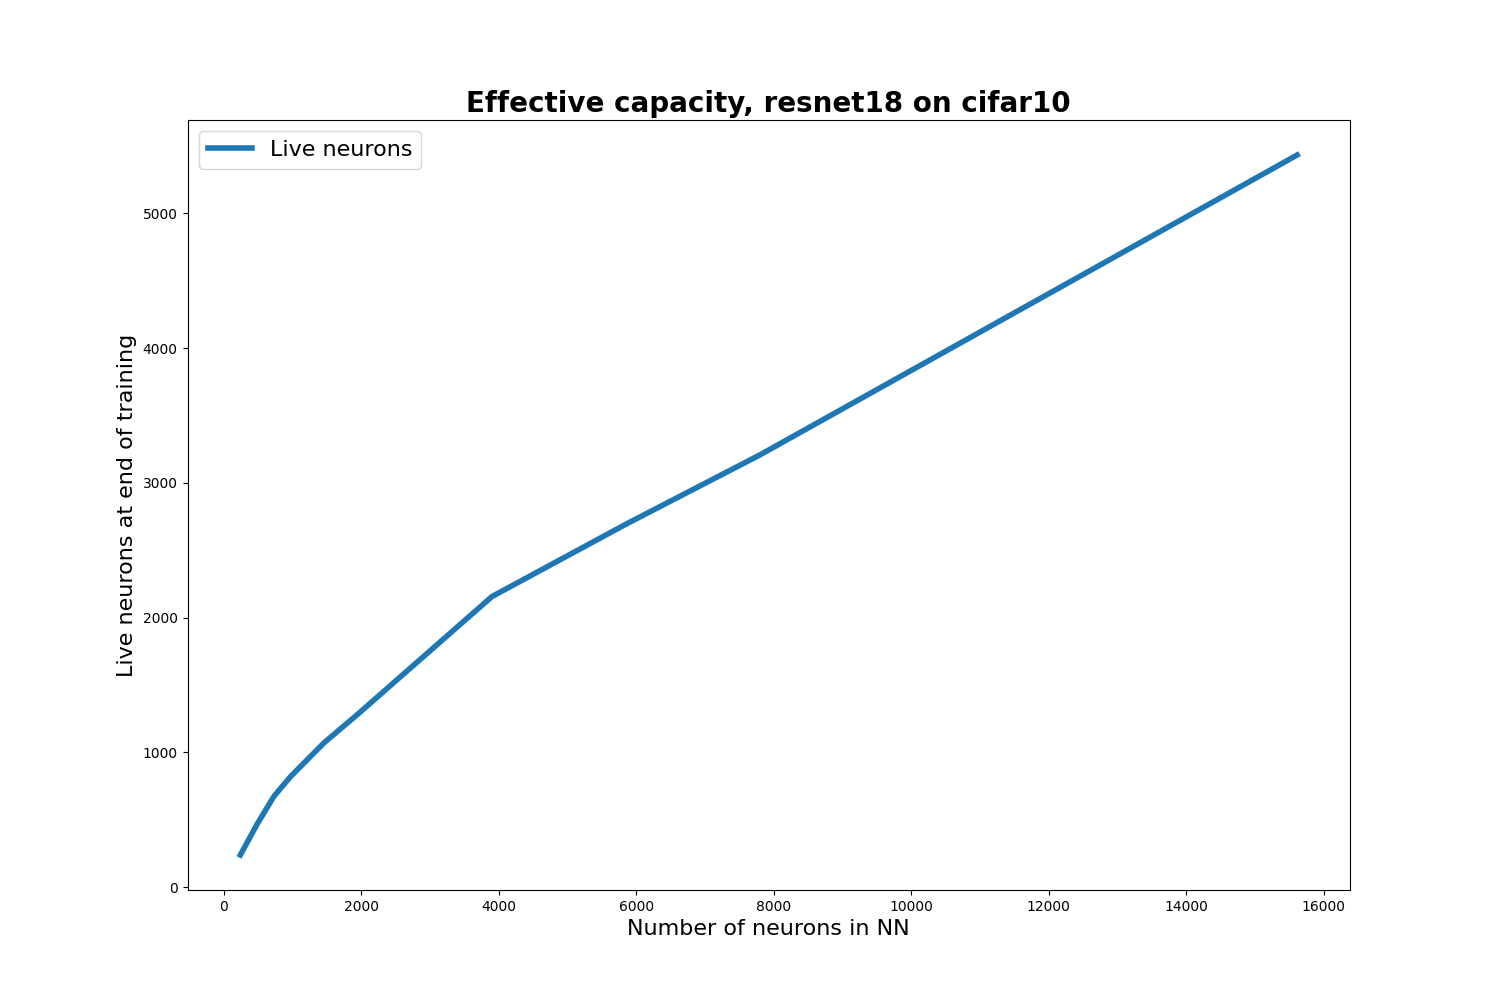 Effective capacity, resnet18 on cifar10
Live neurons
5000
4000
3000
2000
1000
0
Live neurons at end of training
0 2000 4000 6000 8000 10000 12000 14000 16000
Number of neurons in NN